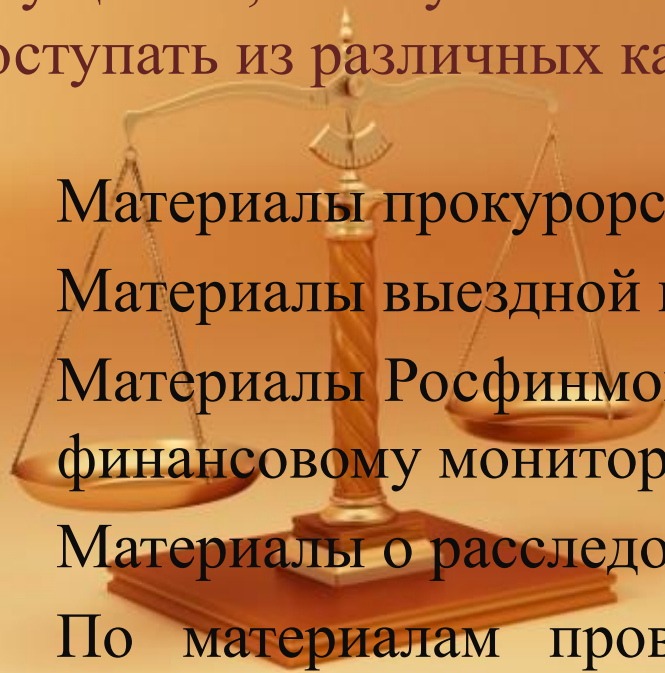 оступать из различных ка
Материалы прокурорс
Материалы выездной
Материалы Росфинмо
финансовому монитор
Материалы о расследо
По материалам пров